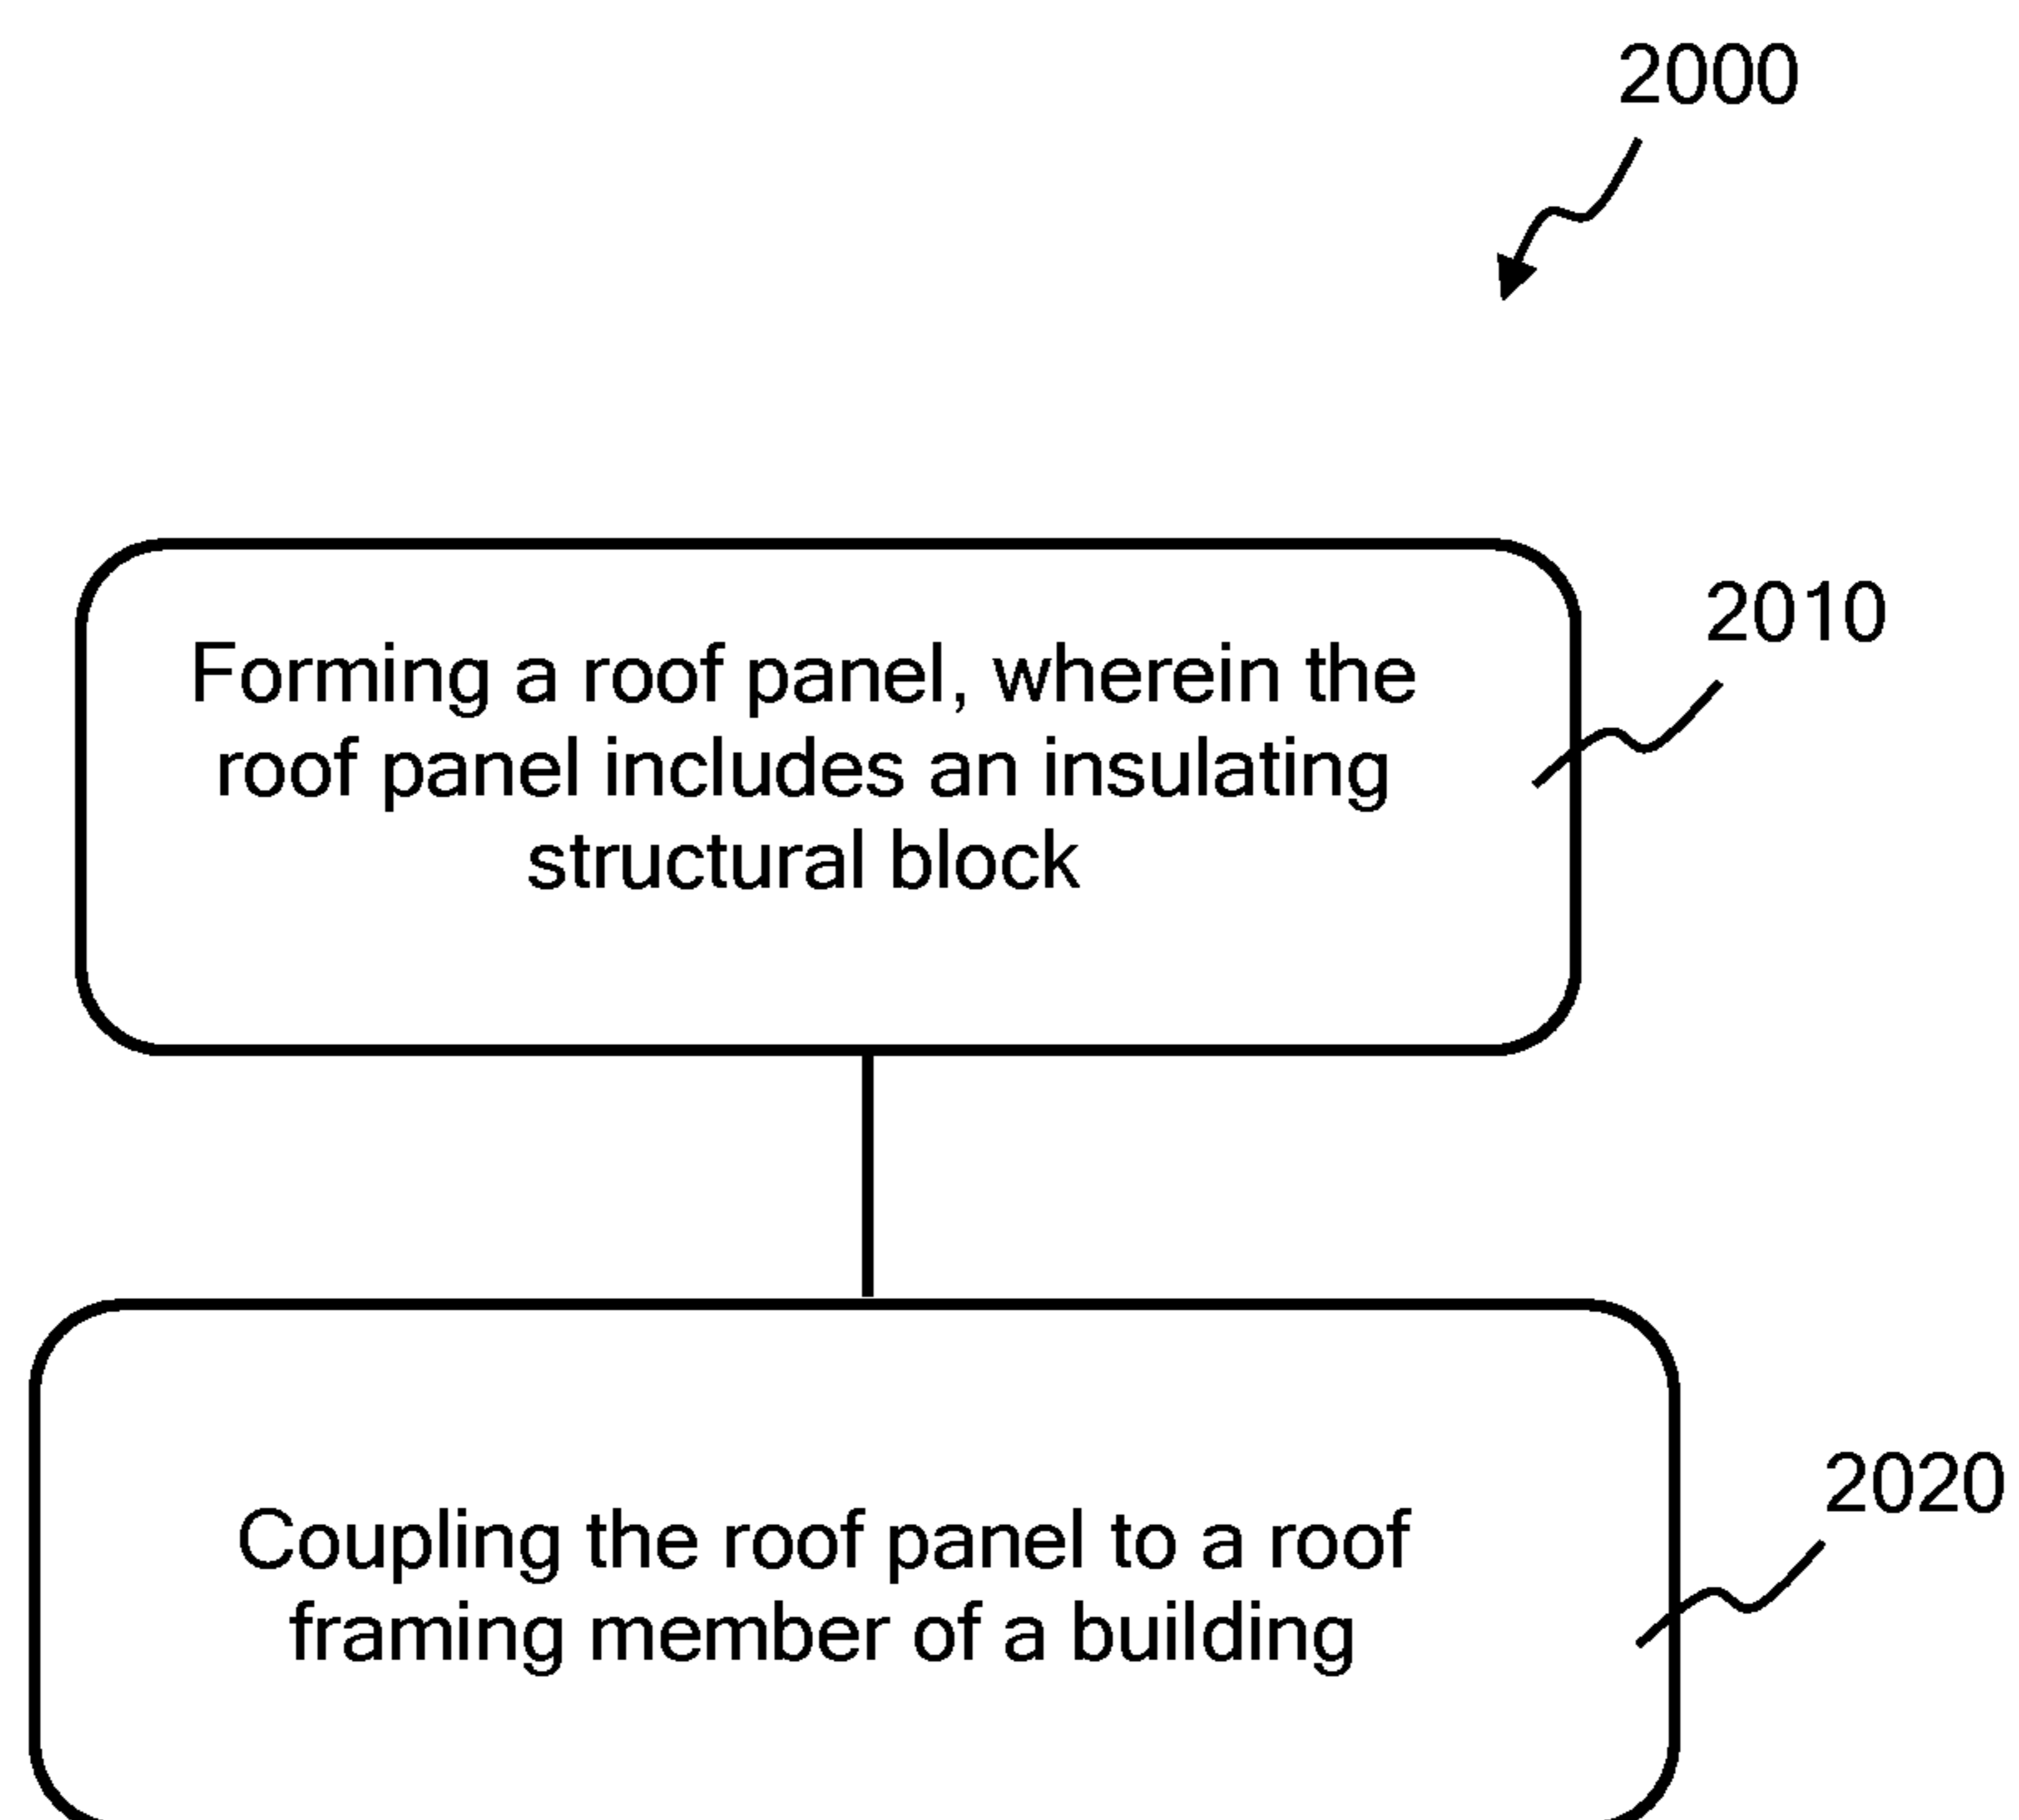 2000
2010
Forming a roof panel, wherein the
roof panel includes an insulating
structural block
2020
Coupling the roof panel to a roof
framing member of a building